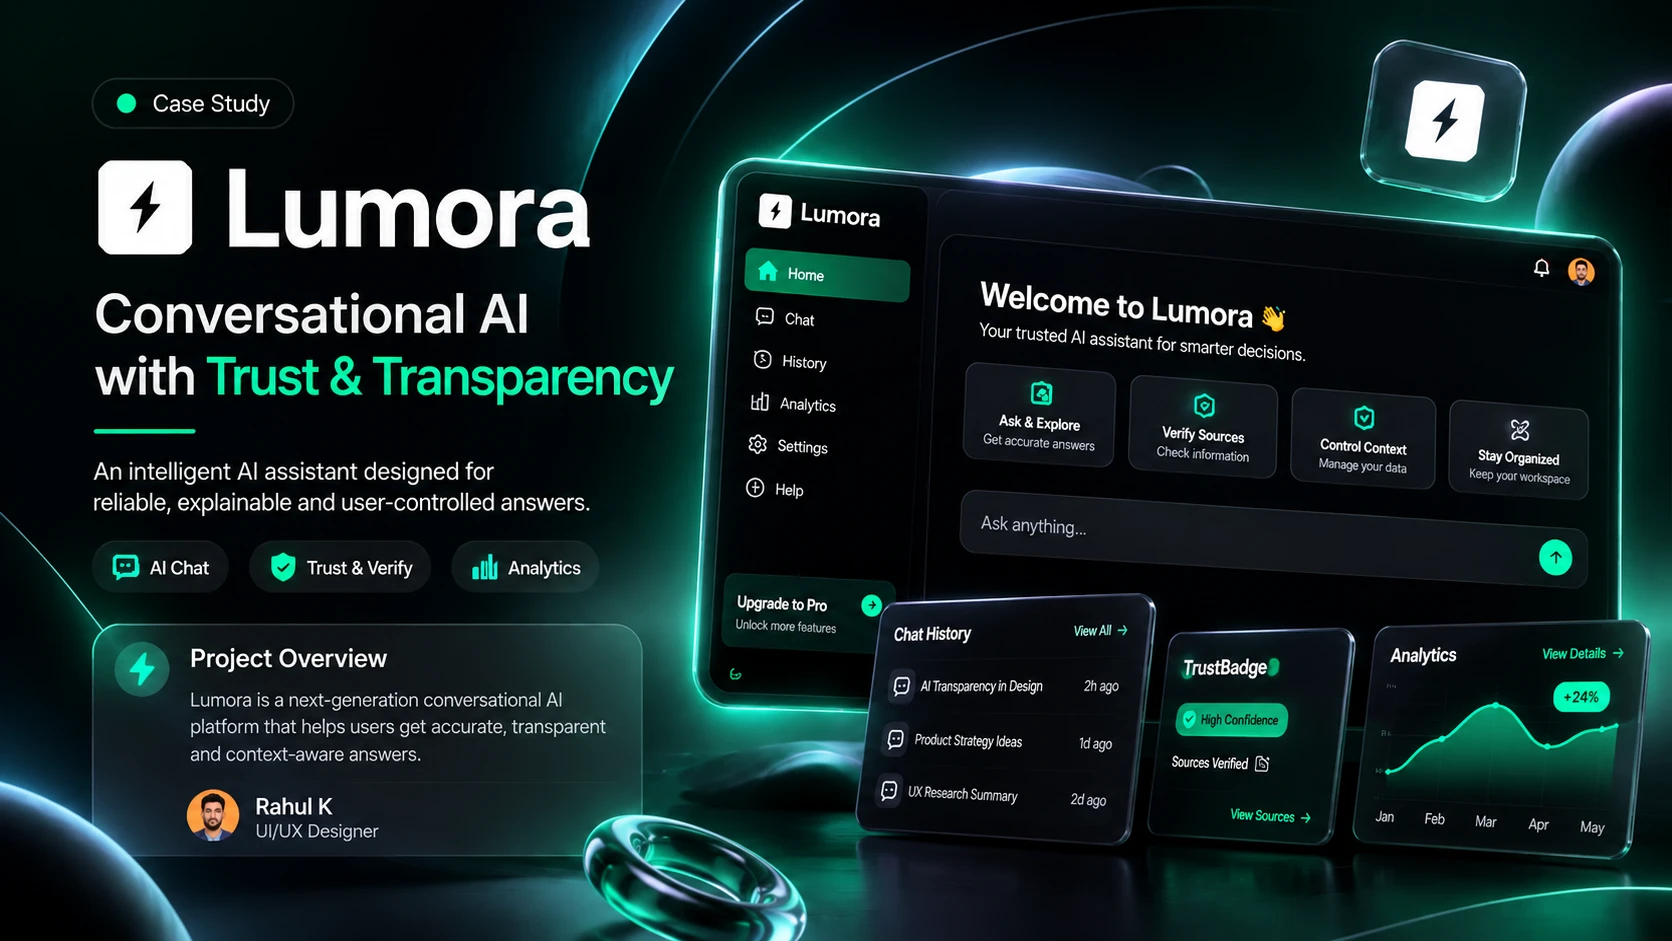 Case Study
Lumora
Conversational AI
with Trust & Transparency
An intelligent AI assistant designed for
reliable, explainable and user-controlled answers.
AI Chat
Trust & Verify
Analytics
Project Overview
Lumora is a next-generation conversational AI
platform that helps users get accurate, transparent
and context-aware answers.
Rahul K
UI/UX Designer
Lumora
Home
Chat
History
Analytics
Settings
Help
Upgrade to Pro
Unlock more features
Welcome to Lumora 👋
Your trusted AI assistant for smarter decisions.
Ask & Explore
Get accurate answers
Verify Sources
Check information
Control Context
Manage your data
Stay Organized
Keep your workspace
Ask anything...
Chat History
View All →
AI Transparency in Design
2h ago
Product Strategy Ideas
1d ago
UX Research Summary
2d ago
TrustBadge
High Confidence
Sources Verified
View Sources →
Analytics
View Details →
+24%
Jan
Feb
Mar
Apr
May